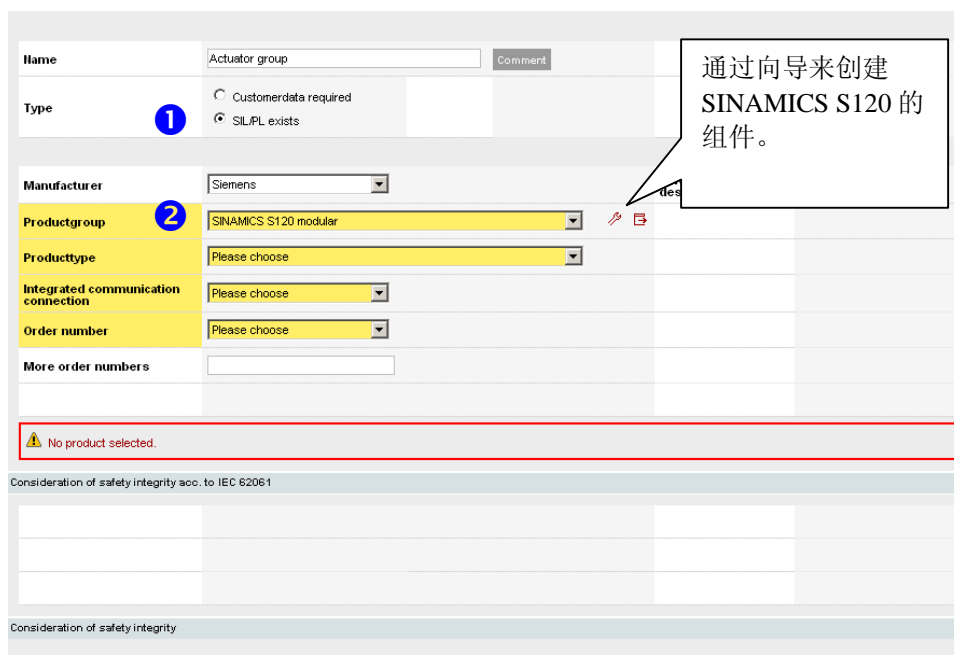 Name
Actuator group
Comment
Type
Customerdata required
SIL/PL exists
1
通过向导来创建
SINAMICS S120 的
组件。
Manufacturer
Siemens
des
Productgroup
2
SINAMICS S120 modular
Producttype
Please choose
Integrated communication
connection
Please choose
Order number
Please choose
More order numbers
No product selected.
Consideration of safety integrity acc. to IEC 62061
Consideration of safety integrity